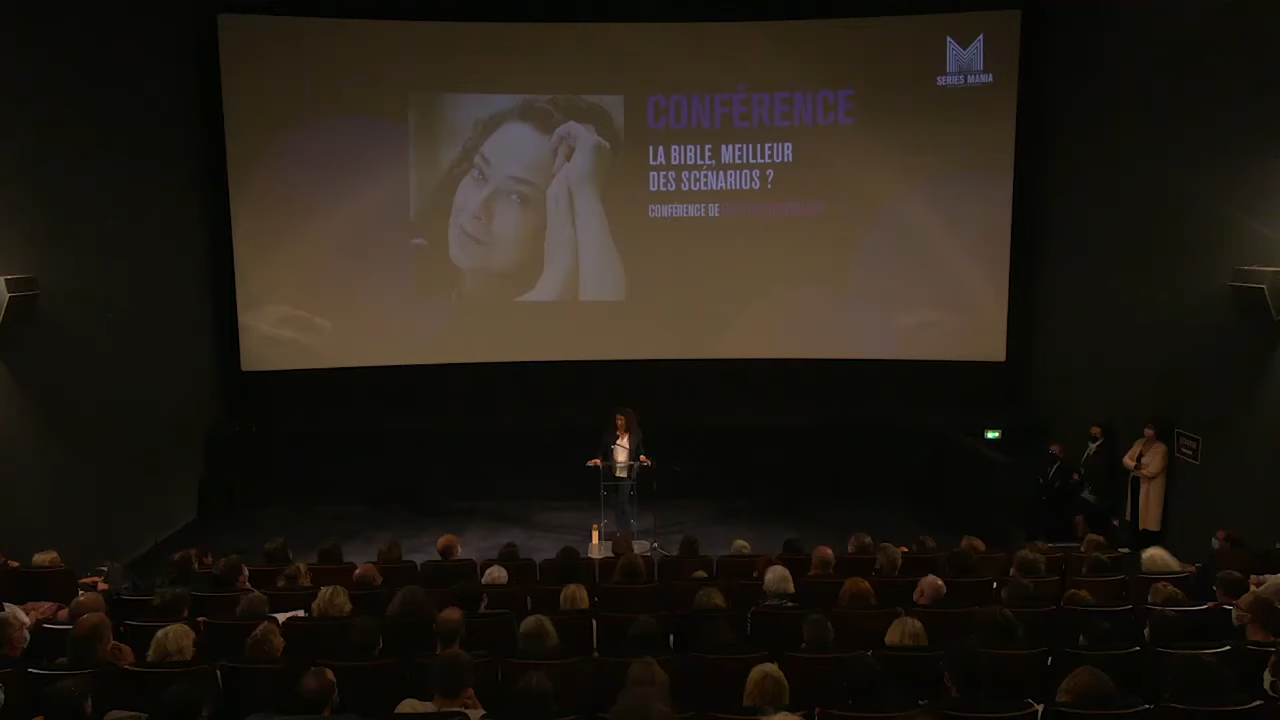 SERIES MANIA
CONFÉRENCE
LA BIBLE, MEILLEUR
DES SCÉNARIOS ?
CONFÉRENCE DE